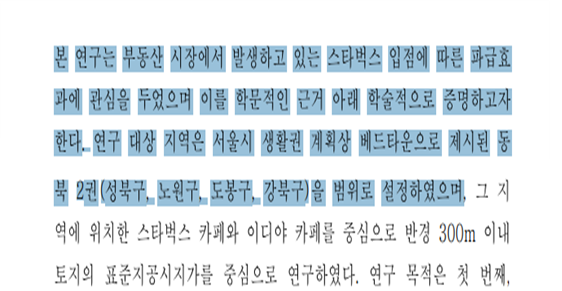 본 연구는 부동산 시장에서 발생하고 있는 스타벅스 입점에 따른 파급효
과에 관심을 두었으며 이를 학문적인 근거 아래 학술적으로 증명하고자
한다. 연구 대상 지역은 서울시 생활권 계획상 베드타운으로 제시된 동
북 2권(성북구, 노원구, 도봉구, 강북구)을 범위로 설정하였으며, 그 지
역에 위치한 스타벅스 카페와 이디야 카페를 중심으로 반경 300m 이내
토지의 표준지공시지가를 중심으로 연구하였다. 연구 목적은 첫 번째,